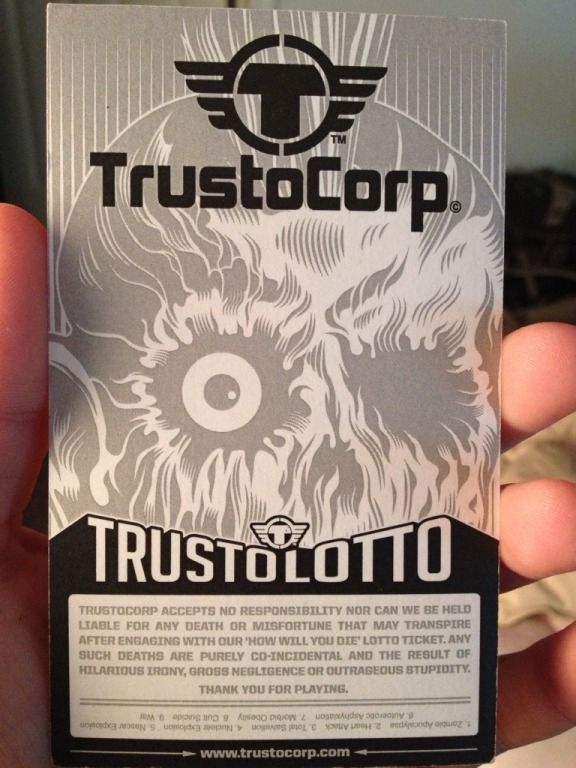 T
TM
TrustoCorp©
T
TRUSTOLOTTO
TRUSTOCORP ACCEPTS NO RESPONSIBILITY NOR CAN WE BE HELD
LIABLE FOR ANY DEATH OR MISFORTUNE THAT MAY TRANSPIRE
AFTER ENGAGING WITH OUR 'HOW WILL YOU DIE' LOTTO TICKET. ANY
SUCH DEATHS ARE PURELY CO-INCIDENTAL AND THE RESULT OF
HILARIOUS IRONY, GROSS NEGLIGENCE OR OUTRAGEOUS STUPIDITY.
THANK YOU FOR PLAYING.
1. Zombie Apocalypse 2. Heart Attack 3. Total Salvation 4. Nuclear Explosion 5. Nascar Explosion
6. Autoerotic Asphyxiation 7. Morbid Obesity 8. Cult Suicide 9. War
www.trustocorp.com